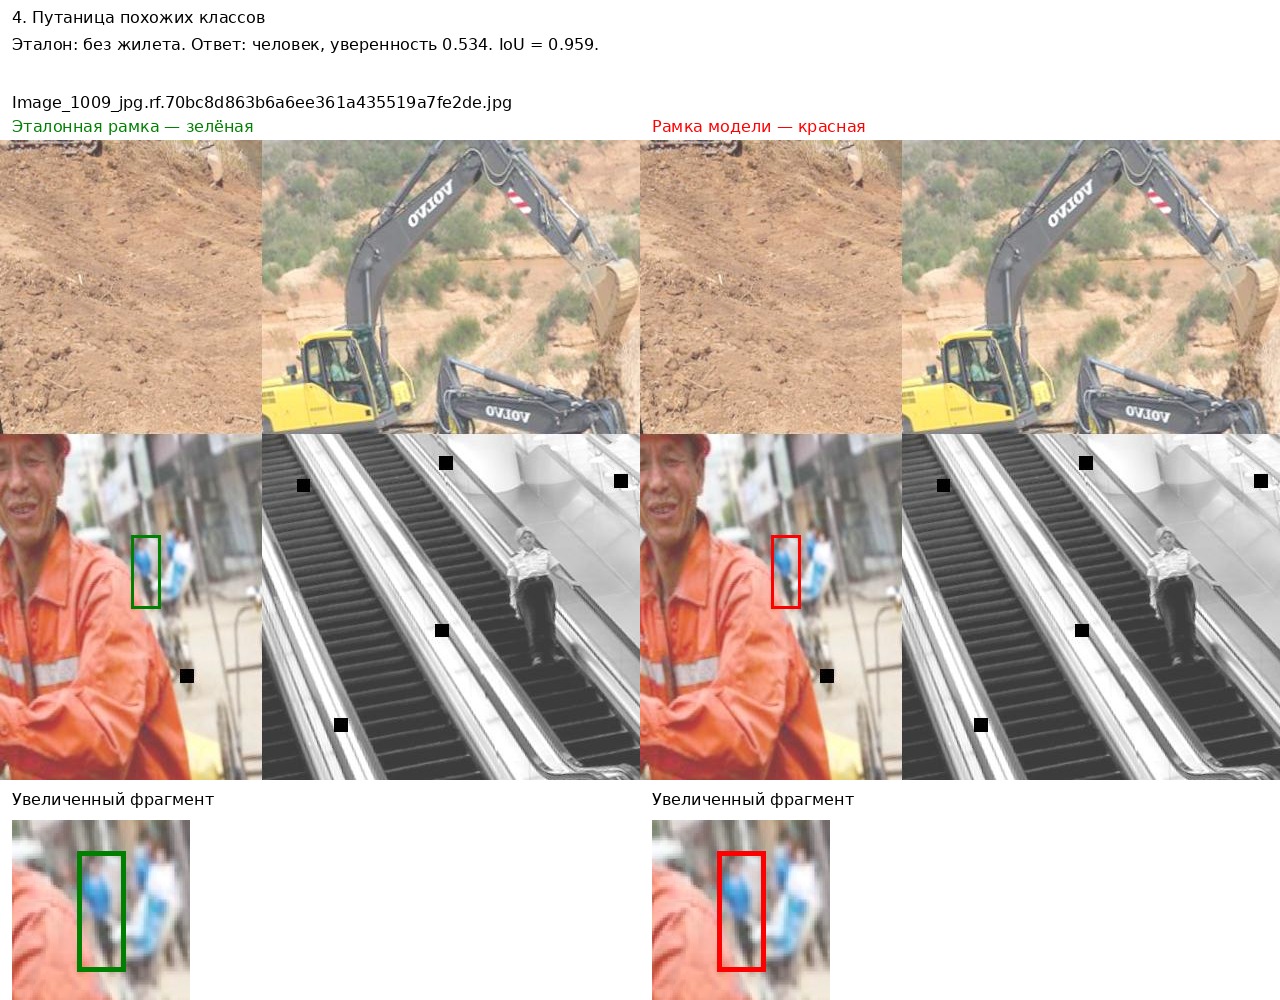 4. Путаница похожих классов
Эталон: без жилета. Ответ: человек, уверенность 0.534. IoU = 0.959.
Image_1009_jpg.rf.70bc8d863b6a6ee361a435519a7fe2de.jpg
Эталонная рамка — зелёная
Рамка модели — красная
VOLVO
VOLVO
VOLVO
VOLVO
Увеличенный фрагмент
Увеличенный фрагмент